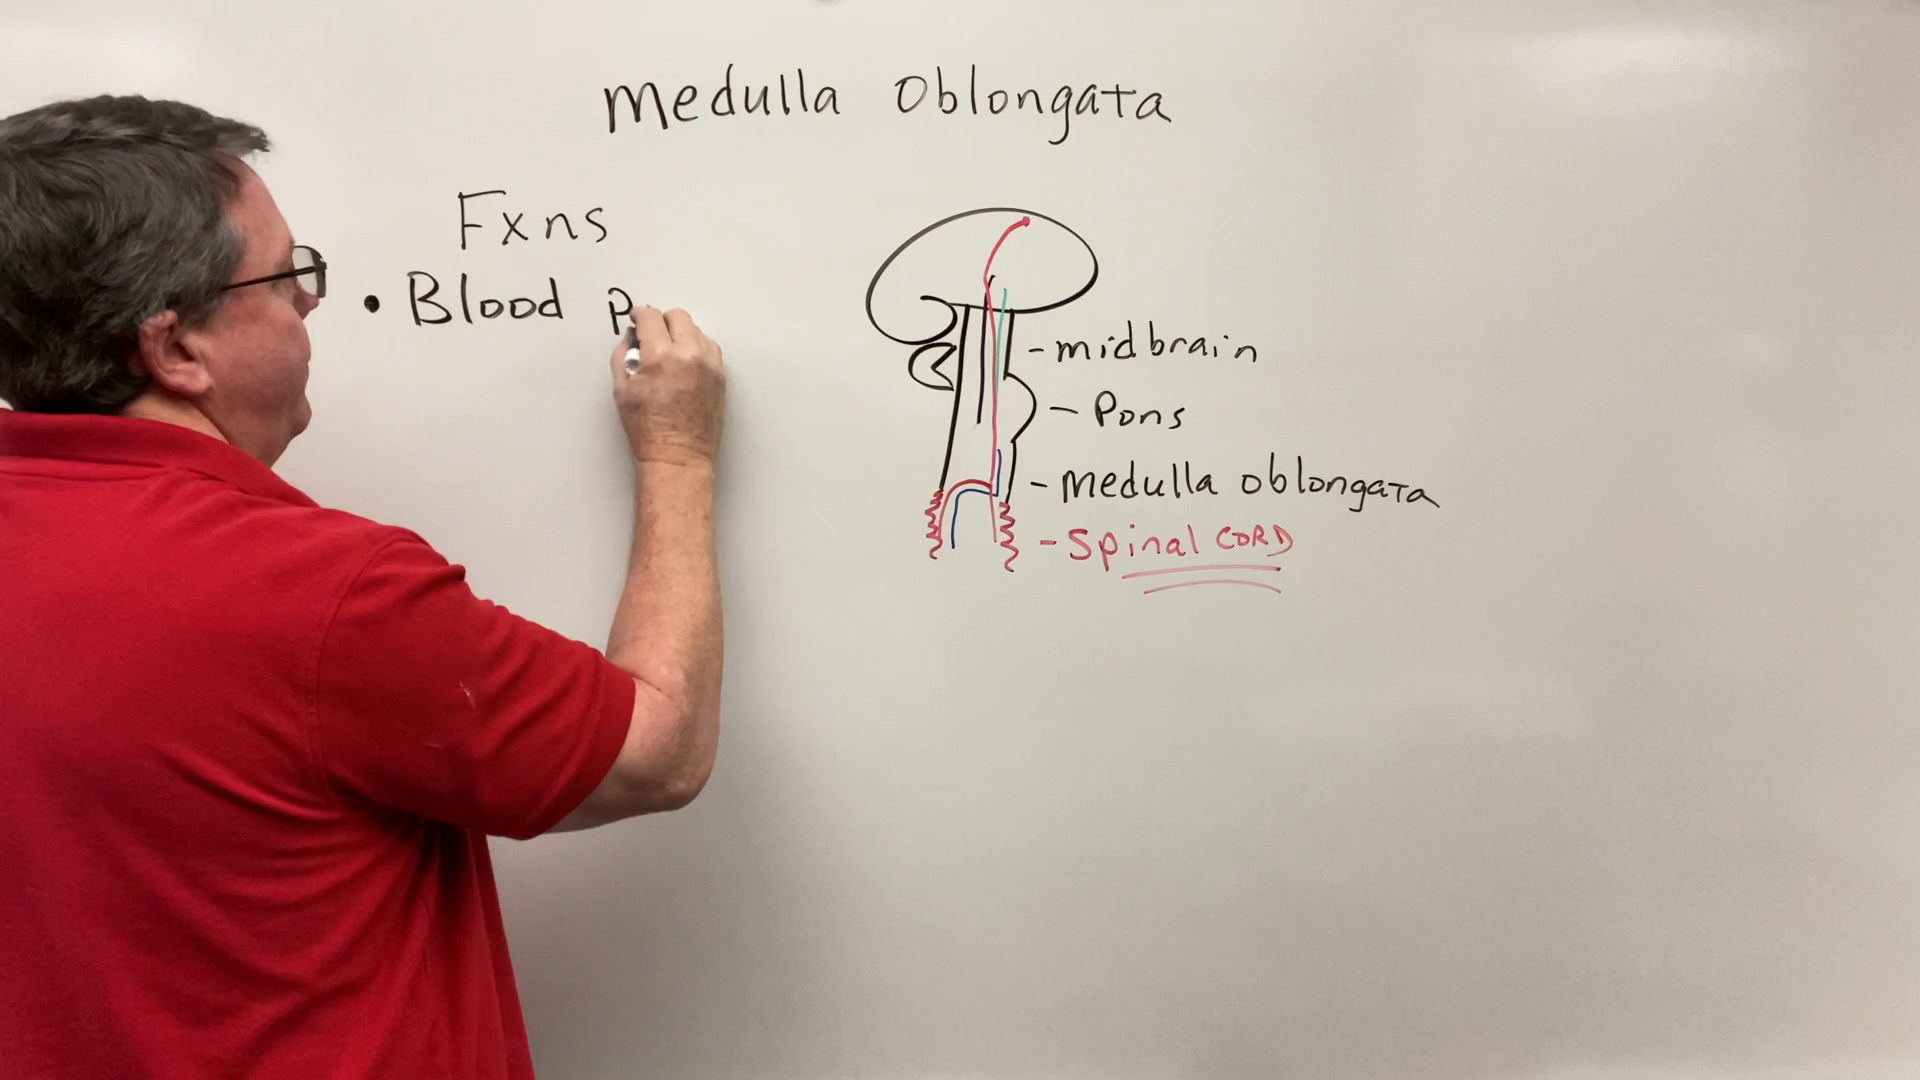 medulla Oblongata
Fxns
• Blood p
- midbrain
- Pons
- medulla oblongata
- Spinal CORD